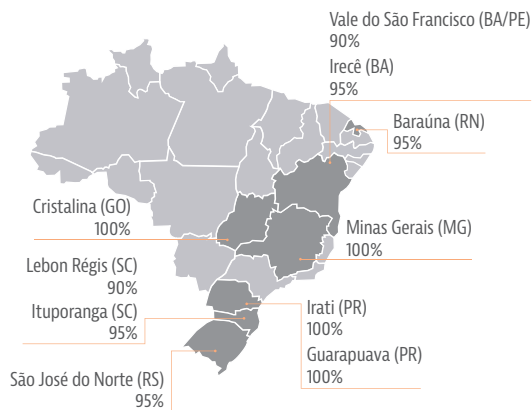 Vale do São Francisco (BA/PE)
90%
Irecê (BA)
95%
Baraúna (RN)
95%
Cristalina (GO)
100%
Minas Gerais (MG)
100%
Lebon Régis (SC)
90%
Ituporanga (SC)
95%
Irati (PR)
100%
Guarapuava (PR)
100%
São José do Norte (RS)
95%